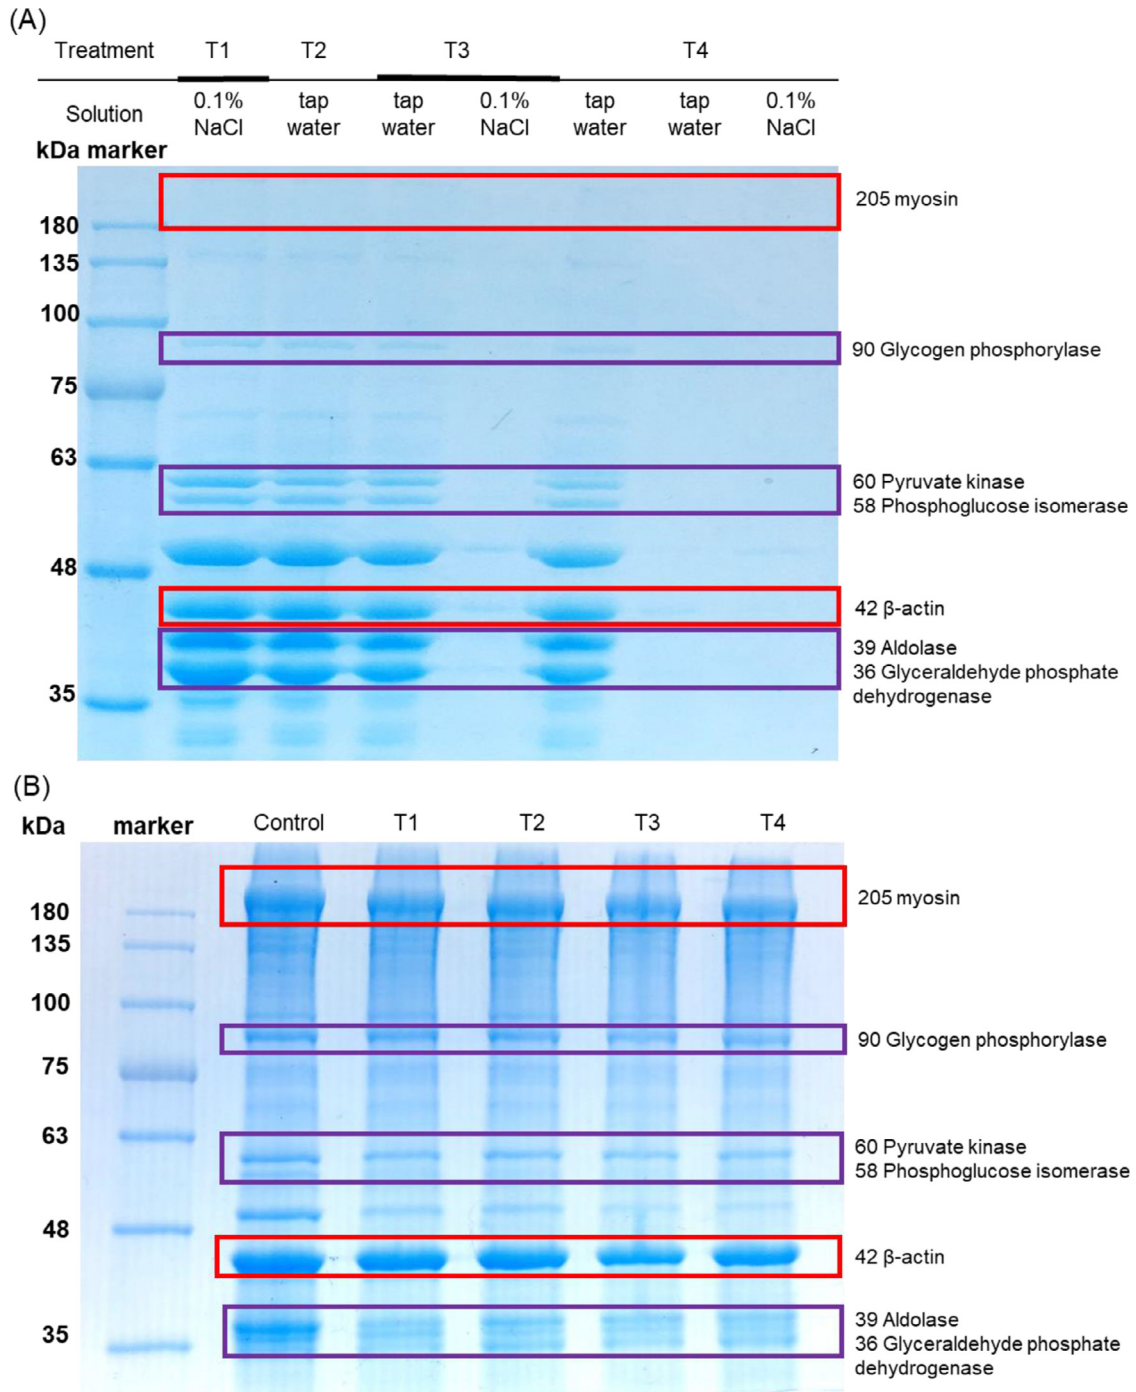 (A)
Treatment T1 T2 T3 T4
Solution 0.1% NaCl tap water tap water 0.1% NaCl tap water tap water 0.1% NaCl
kDa marker
205 myosin
180
135
100
90 Glycogen phosphorylase
75
63
60 Pyruvate kinase
58 Phosphoglucose isomerase
48
42 β-actin
39 Aldolase
36 Glyceraldehyde phosphate
dehydrogenase
35
(B)
kDa marker Control T1 T2 T3 T4
205 myosin
180
135
100
90 Glycogen phosphorylase
75
63
60 Pyruvate kinase
58 Phosphoglucose isomerase
48
42 β-actin
39 Aldolase
35
36 Glyceraldehyde phosphate
dehydrogenase